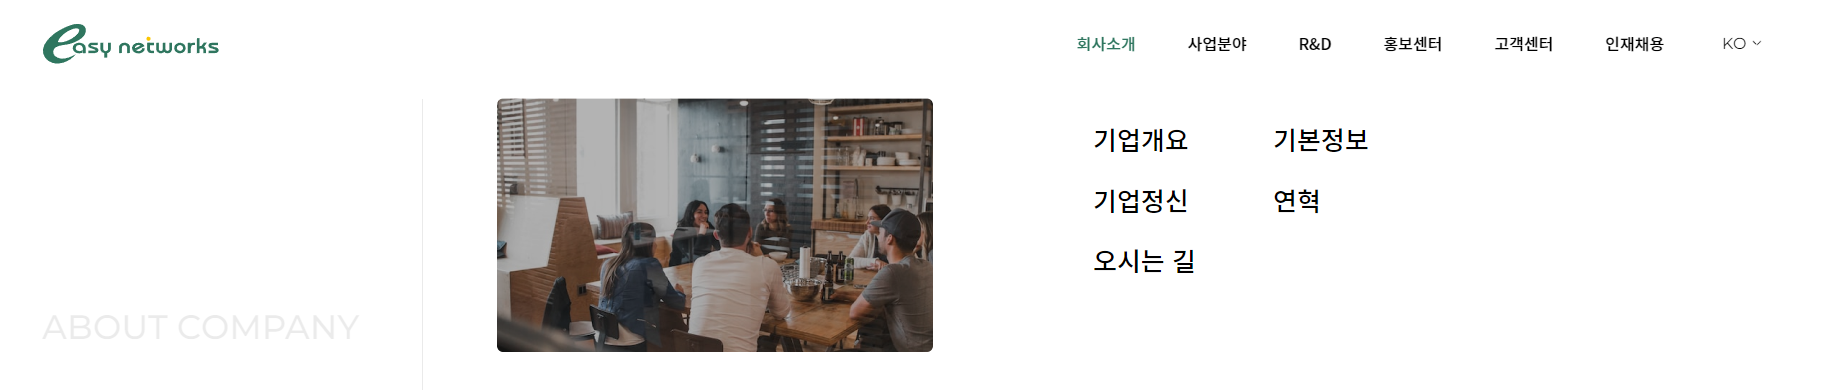 easy networks
회사소개 사업분야 R&D 홍보센터 고객센터 인재채용 KO
기업개요 기본정보
기업정신 연혁
오시는 길
ABOUT COMPANY